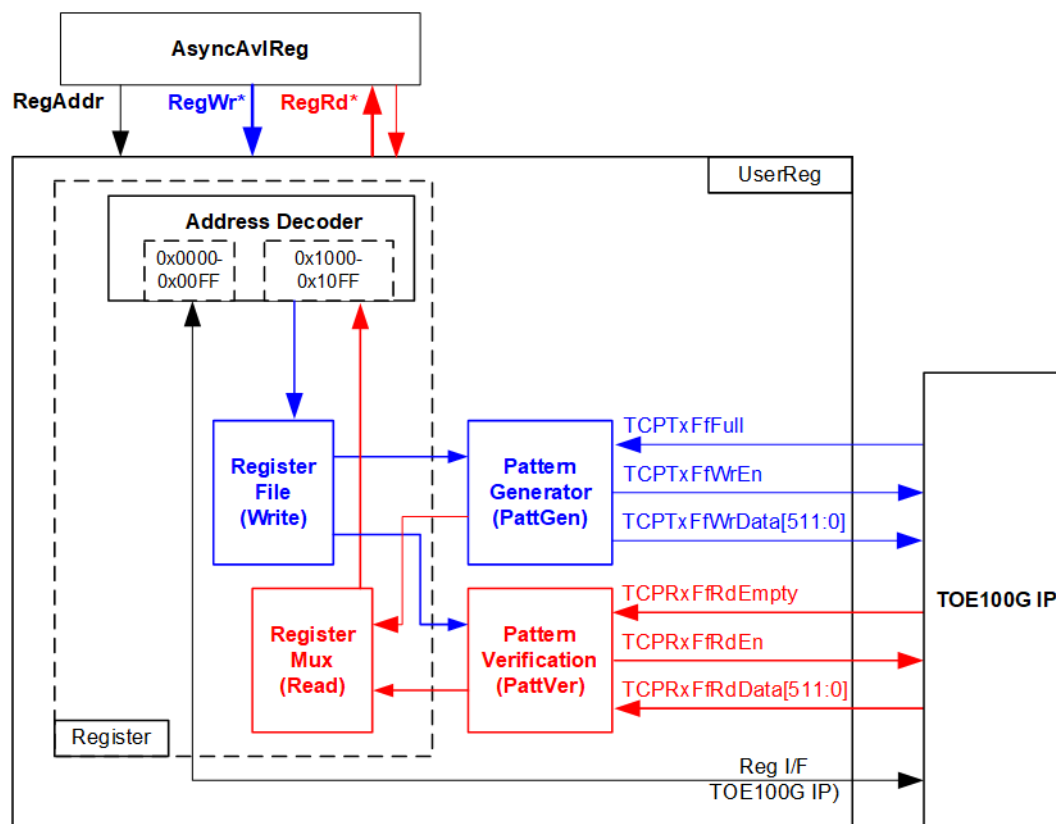 AsyncAvlReg
RegAddr
RegWr*
RegRd*
UserReg
Address Decoder
0x0000-
0x00FF
0x1000-
0x10FF
Register
File
(Write)
Pattern
Generator
(PattGen)
TCPTxFfFull
TCPTxFfWrEn
TCPTxFfWrData[511:0]
Register
Mux
(Read)
Pattern
Verification
(PattVer)
TCPRxFfRdEmpty
TCPRxFfRdEn
TCPRxFfRdData[511:0]
TOE100G IP
Register
Reg I/F
TOE100G IP)